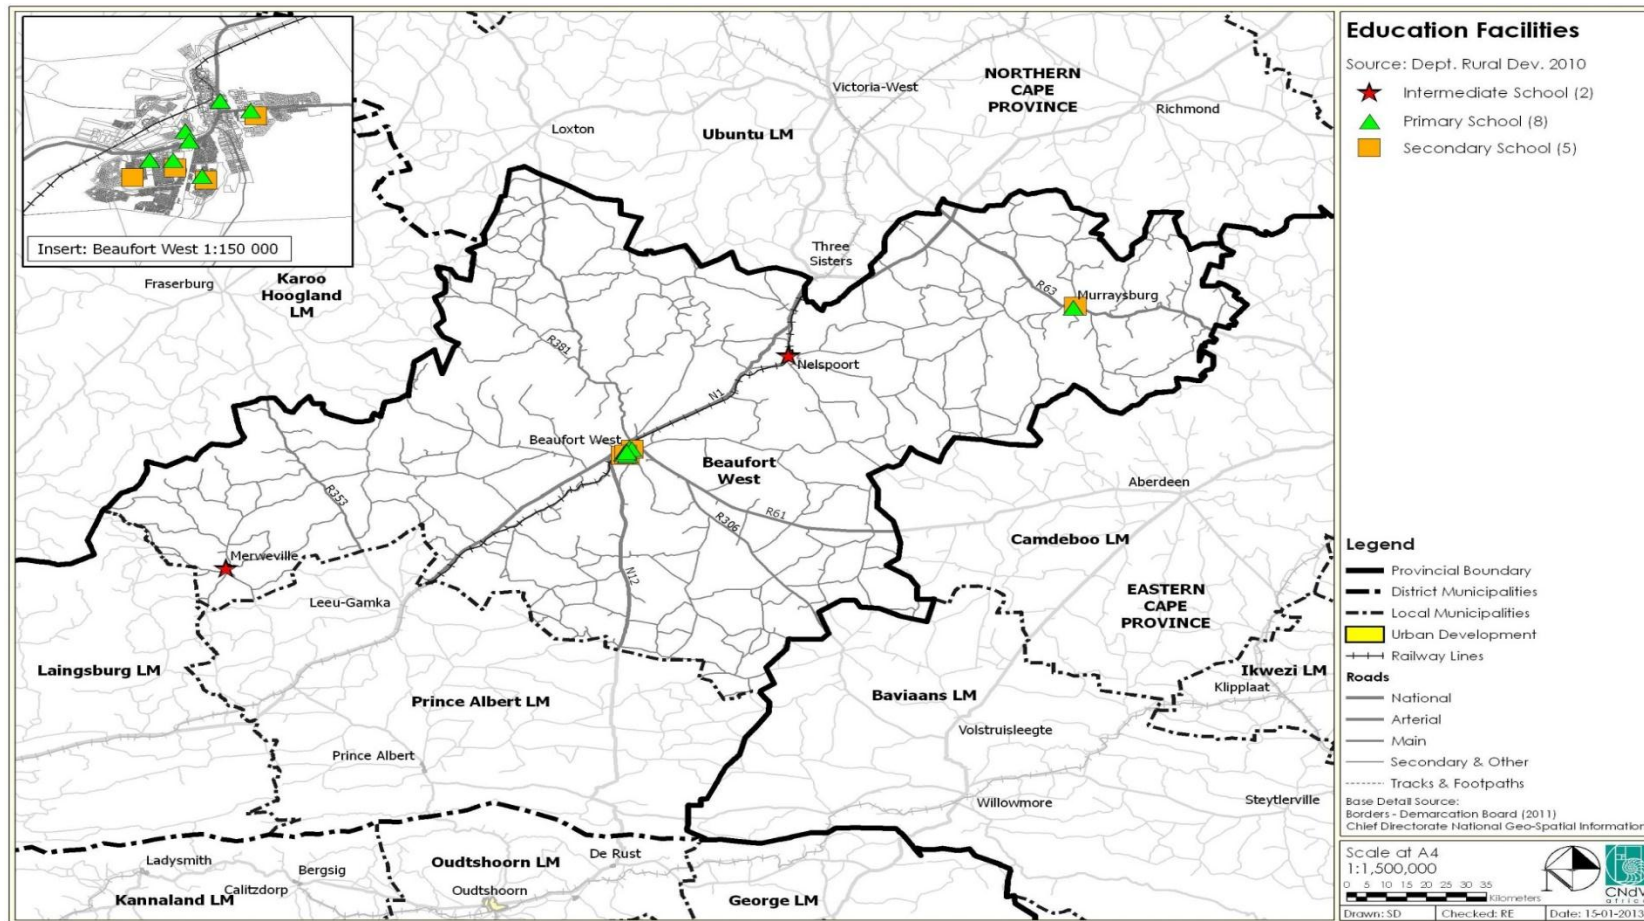 Insert: Beaufort West 1:150 000
NORTHERN
CAPE
PROVINCE
Victoria-West
Richmond
Loxton
Ubuntu LM
Three
Sisters
Karoo
Hoogland
LM
Fraserburg
R63
Murraysburg
R381
Nelspoort
N1
Beaufort West
Beaufort
West
Aberdeen
R353
R306
R61
Camdeboo LM
Merweville
N12
Leeu-Gamka
EASTERN
CAPE
PROVINCE
Laingsburg LM
Ikwezi LM
Klipplaat
Prince Albert LM
Baviaans LM
Volstruisleegte
Prince Albert
Willowmore
Steytlerville
De Rust
Ladysmith
Oudtshoorn LM
Bergsig
Calitzdorp
Oudtshoorn
Kannaland LM
George LM
Education Facilities
Source: Dept. Rural Dev. 2010
Intermediate School (2)
Primary School (8)
Secondary School (5)
Legend
Provincial Boundary
District Municipalities
Local Municipalities
Urban Development
Railway Lines
Roads
National
Arterial
Main
Secondary & Other
Tracks & Footpaths
Base Detail Source:
Borders - Demarcation Board (2011)
Chief Directorate National Geo-Spatial Information
Scale at A4
1:1,500,000
0 5 10 15 20 25 30 35
Kilometers
CNdV
africa
Drawn: SD Checked: RE Date: 15-01-2013